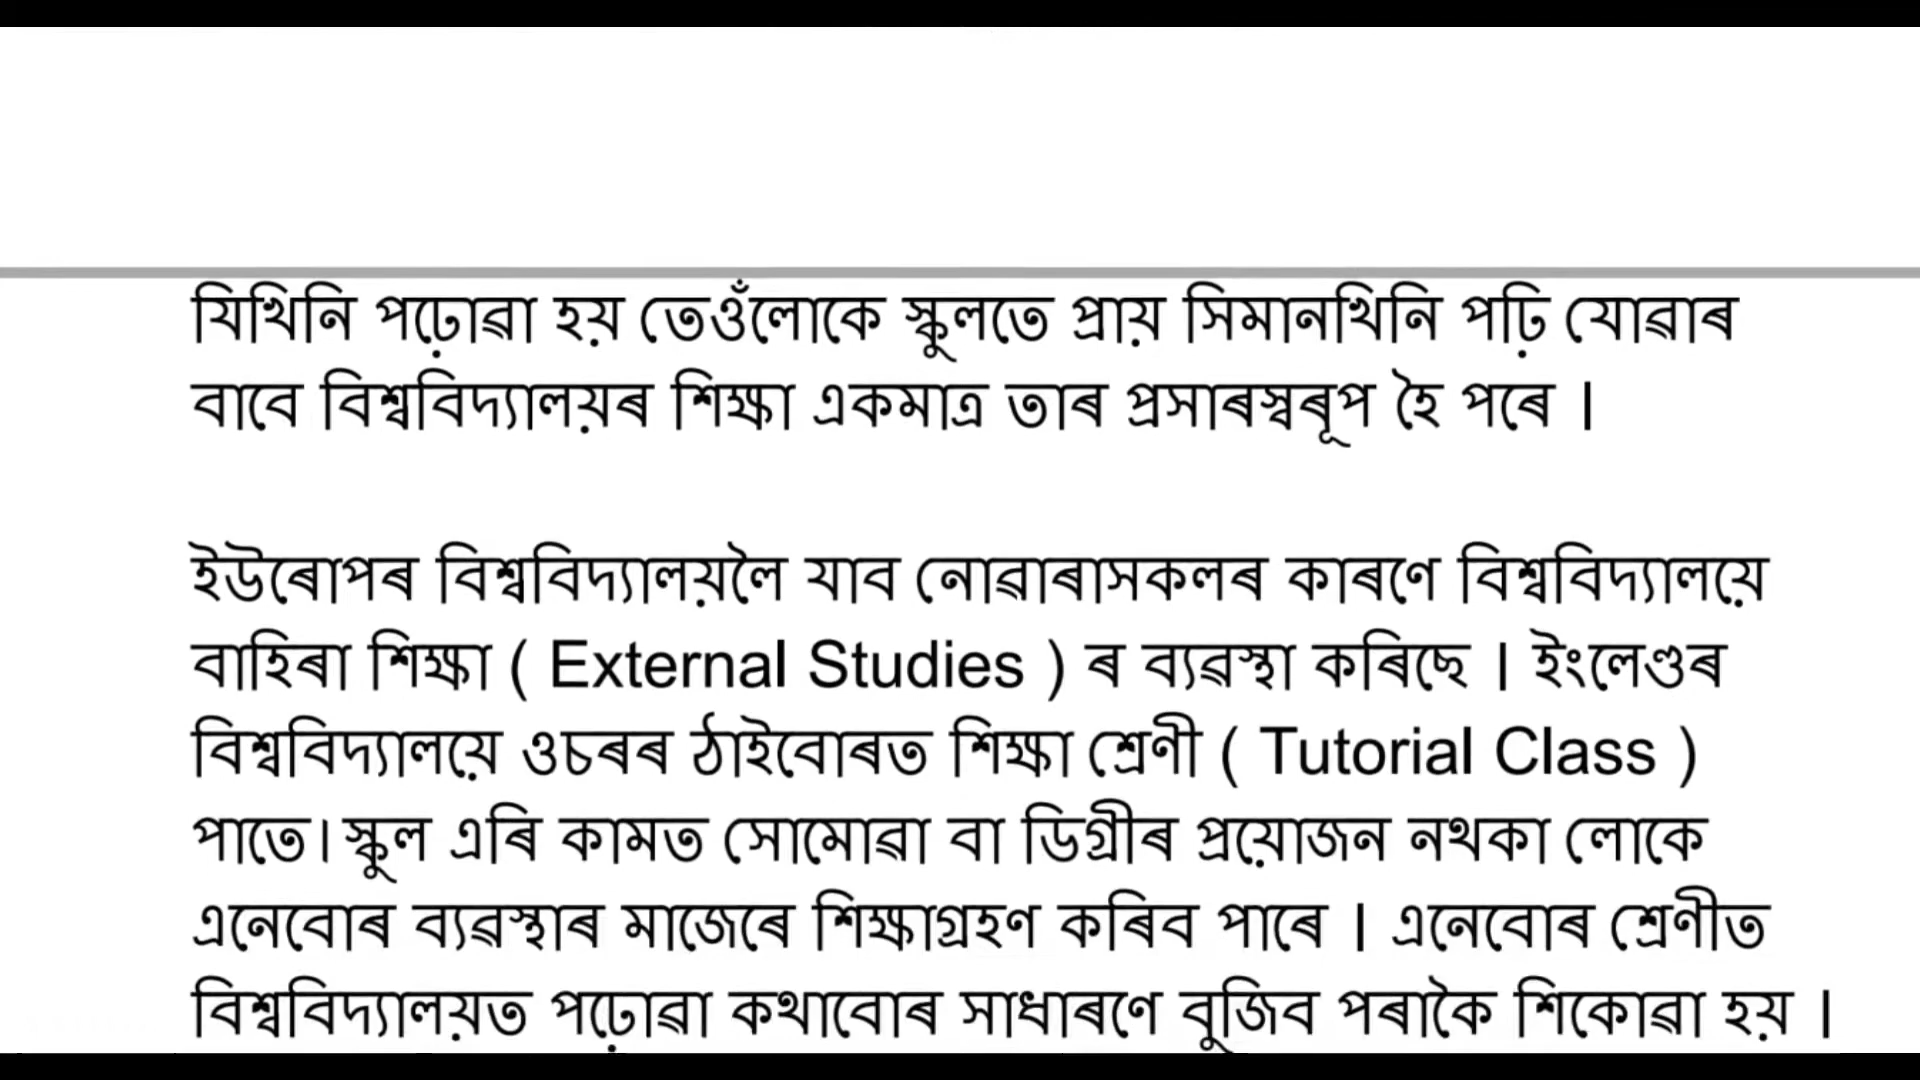 যিখিনি পঢ়োৱা হয় তেওঁলোকে স্কুলতে প্ৰায় সিমানখিনি পঢ়ি যোৱাৰ
বাবে বিশ্ববিদ্যালয়ৰ শিক্ষা একমাত্ৰ তাৰ প্ৰসাৰস্বৰূপ হৈ পৰে ।
ইউৰোপৰ বিশ্ববিদ্যালয়লৈ যাব নোৱাৰাসকলৰ কাৰণে বিশ্ববিদ্যালয়ে
বাহিৰা শিক্ষা ( External Studies ) ৰ ব্যৱস্থা কৰিছে । ইংলেণ্ডৰ
বিশ্ববিদ্যালয়ে ওচৰৰ ঠাইবোৰত শিক্ষা শ্ৰেণী ( Tutorial Class )
পাতে। স্কুল এৰি কামত সোমোৱা বা ডিগ্ৰীৰ প্ৰয়োজন নথকা লোকে
এনেবোৰ ব্যৱস্থাৰ মাজেৰে শিক্ষাগ্ৰহণ কৰিব পাৰে । এনেবোৰ শ্ৰেণীত
বিশ্ববিদ্যালয়ত পঢ়োৱা কথাবোৰ সাধাৰণে বুজিব পৰাকৈ শিকোৱা হয় ।